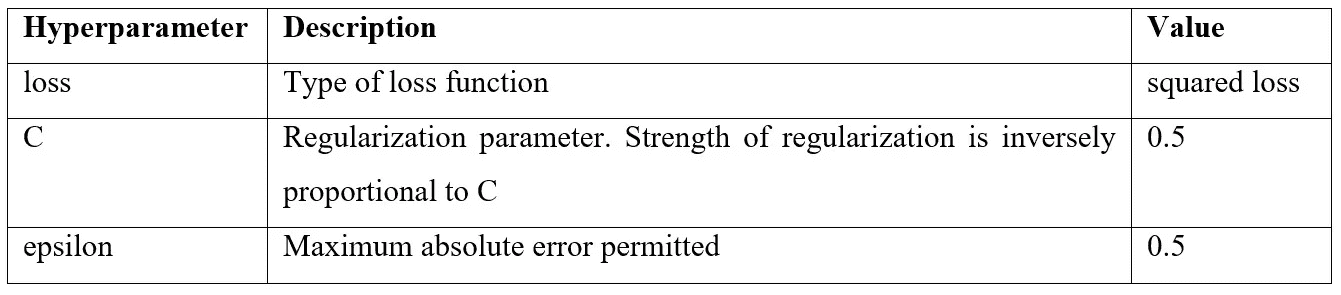 Hyperparameter Description Value
loss Type of loss function squared loss
C Regularization parameter. Strength of regularization is inversely 0.5
proportional to C
epsilon Maximum absolute error permitted 0.5